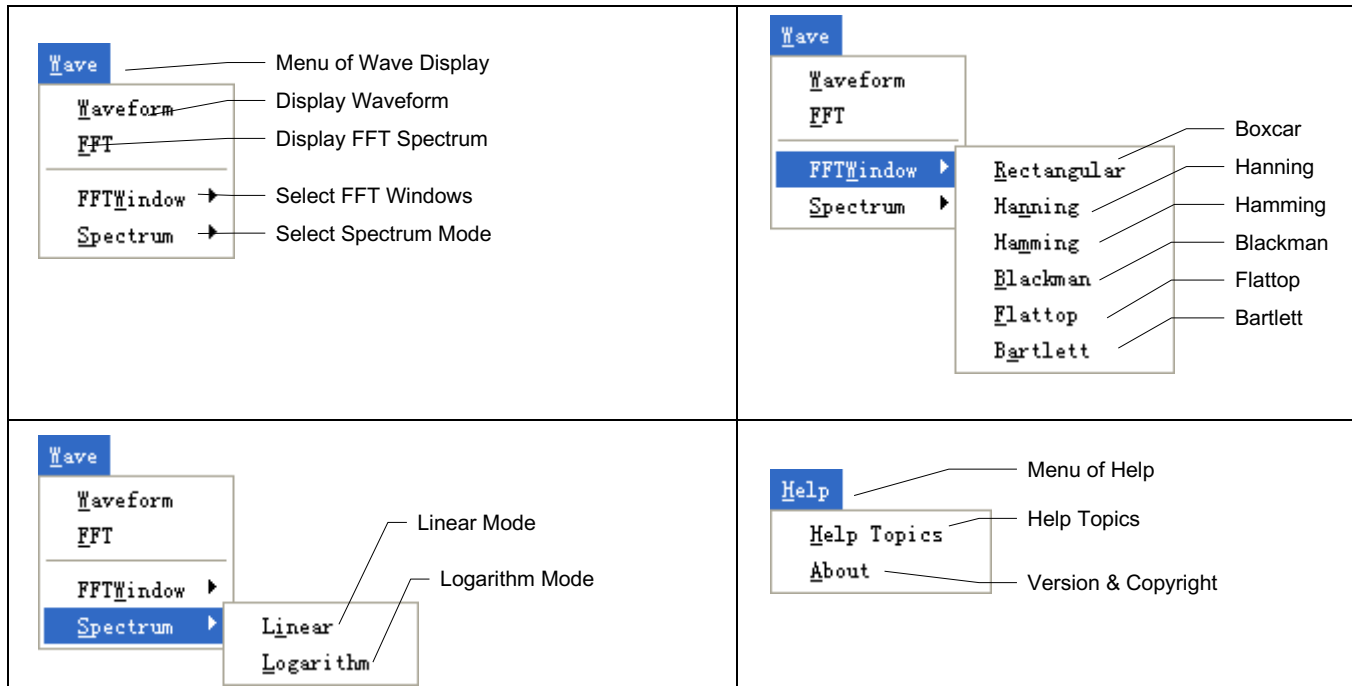 Wave
Menu of Wave Display
Waveform
Display Waveform
FFT
Display FFT Spectrum
FFTWindow
Select FFT Windows
Spectrum
Select Spectrum Mode
Wave
Waveform
FFT
FFTWindow
Spectrum
Rectangular
Boxcar
Hanning
Hanning
Hamming
Hamming
Blackman
Blackman
Flattop
Flattop
Bartlett
Bartlett
Wave
Waveform
FFT
FFTWindow
Spectrum
Linear
Linear Mode
Logarithm
Logarithm Mode
Help
Menu of Help
Help Topics
Help Topics
About
Version & Copyright